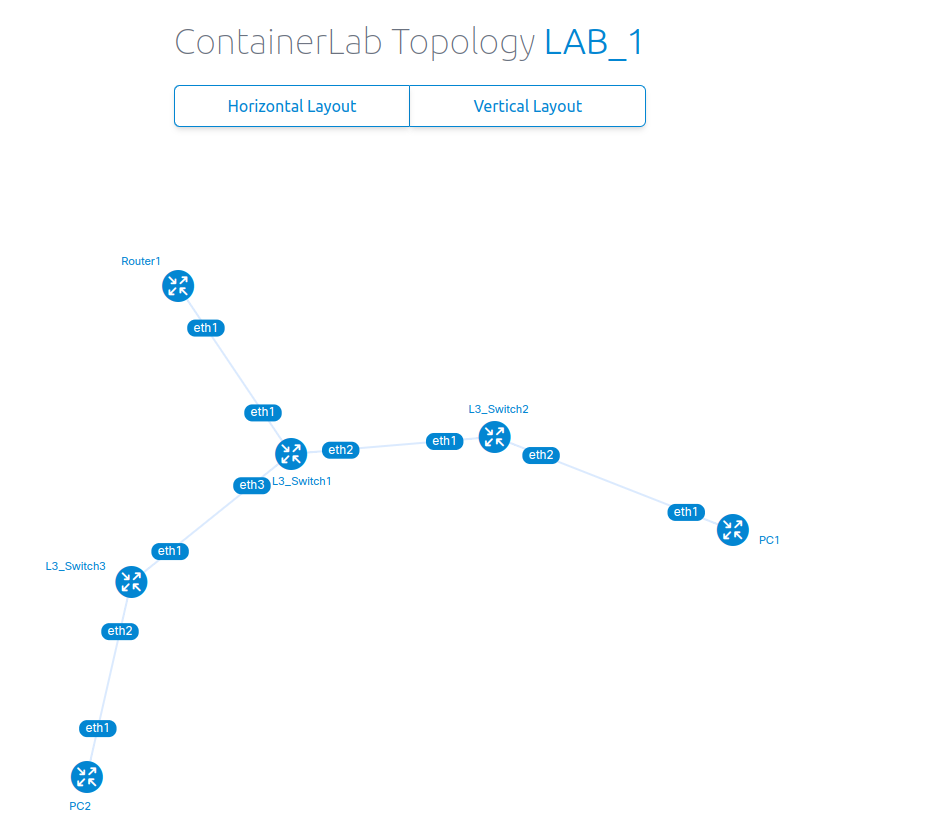 ContainerLab Topology LAB_1
Horizontal Layout
Vertical Layout
Router1
eth1
eth1
L3_Switch2
eth2
eth1
eth2
L3_Switch1
eth3
eth1
PC1
eth1
L3_Switch3
eth2
eth1
PC2